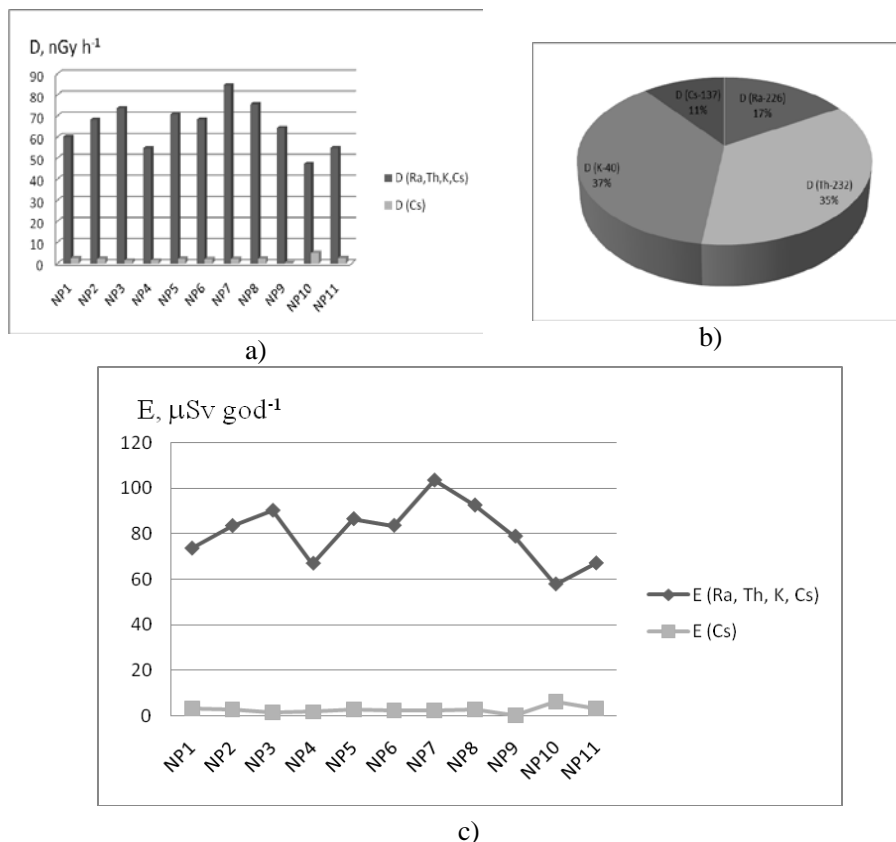 D, nGy h⁻¹
90
80
70
60
50
40
30
20
10
0
NP1
NP2
NP3
NP4
NP5
NP6
NP7
NP8
NP9
NP10
NP11
D (Ra,Th,K,Cs)
D (Cs)
a)
D (Cs-137)
11%
D (Ra-226)
17%
D (K-40)
37%
D (Th-232)
35%
b)
E, μSv god⁻¹
120
100
80
60
40
20
0
NP1
NP2
NP3
NP4
NP5
NP6
NP7
NP8
NP9
NP10
NP11
E (Ra, Th, K, Cs)
E (Cs)
c)